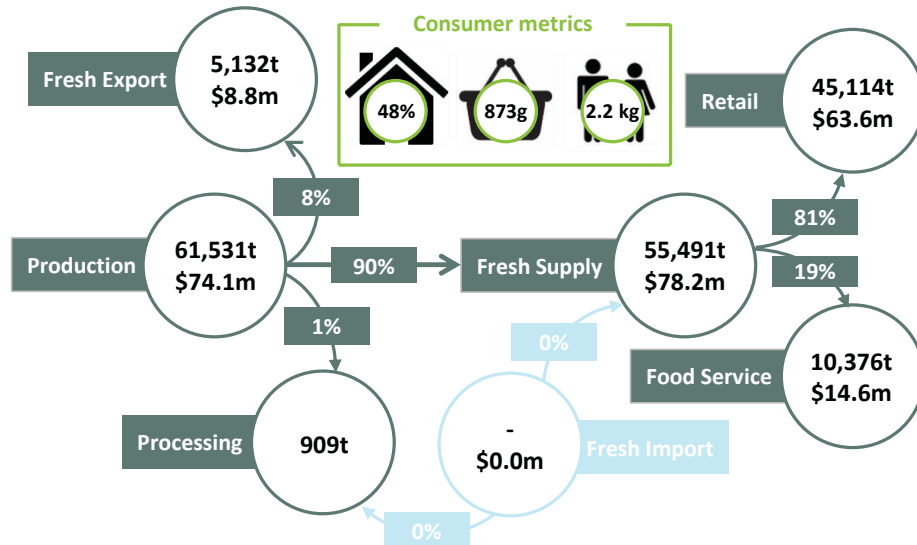 Consumer metrics
48%
873g
2.2 kg
Fresh Export
5,132t
$8.8m
Retail
45,114t
$63.6m
8%
81%
Production
61,531t
$74.1m
90%
Fresh Supply
55,491t
$78.2m
19%
1%
0%
Food Service
10,376t
$14.6m
Processing
909t
-
$0.0m
Fresh Import
0%